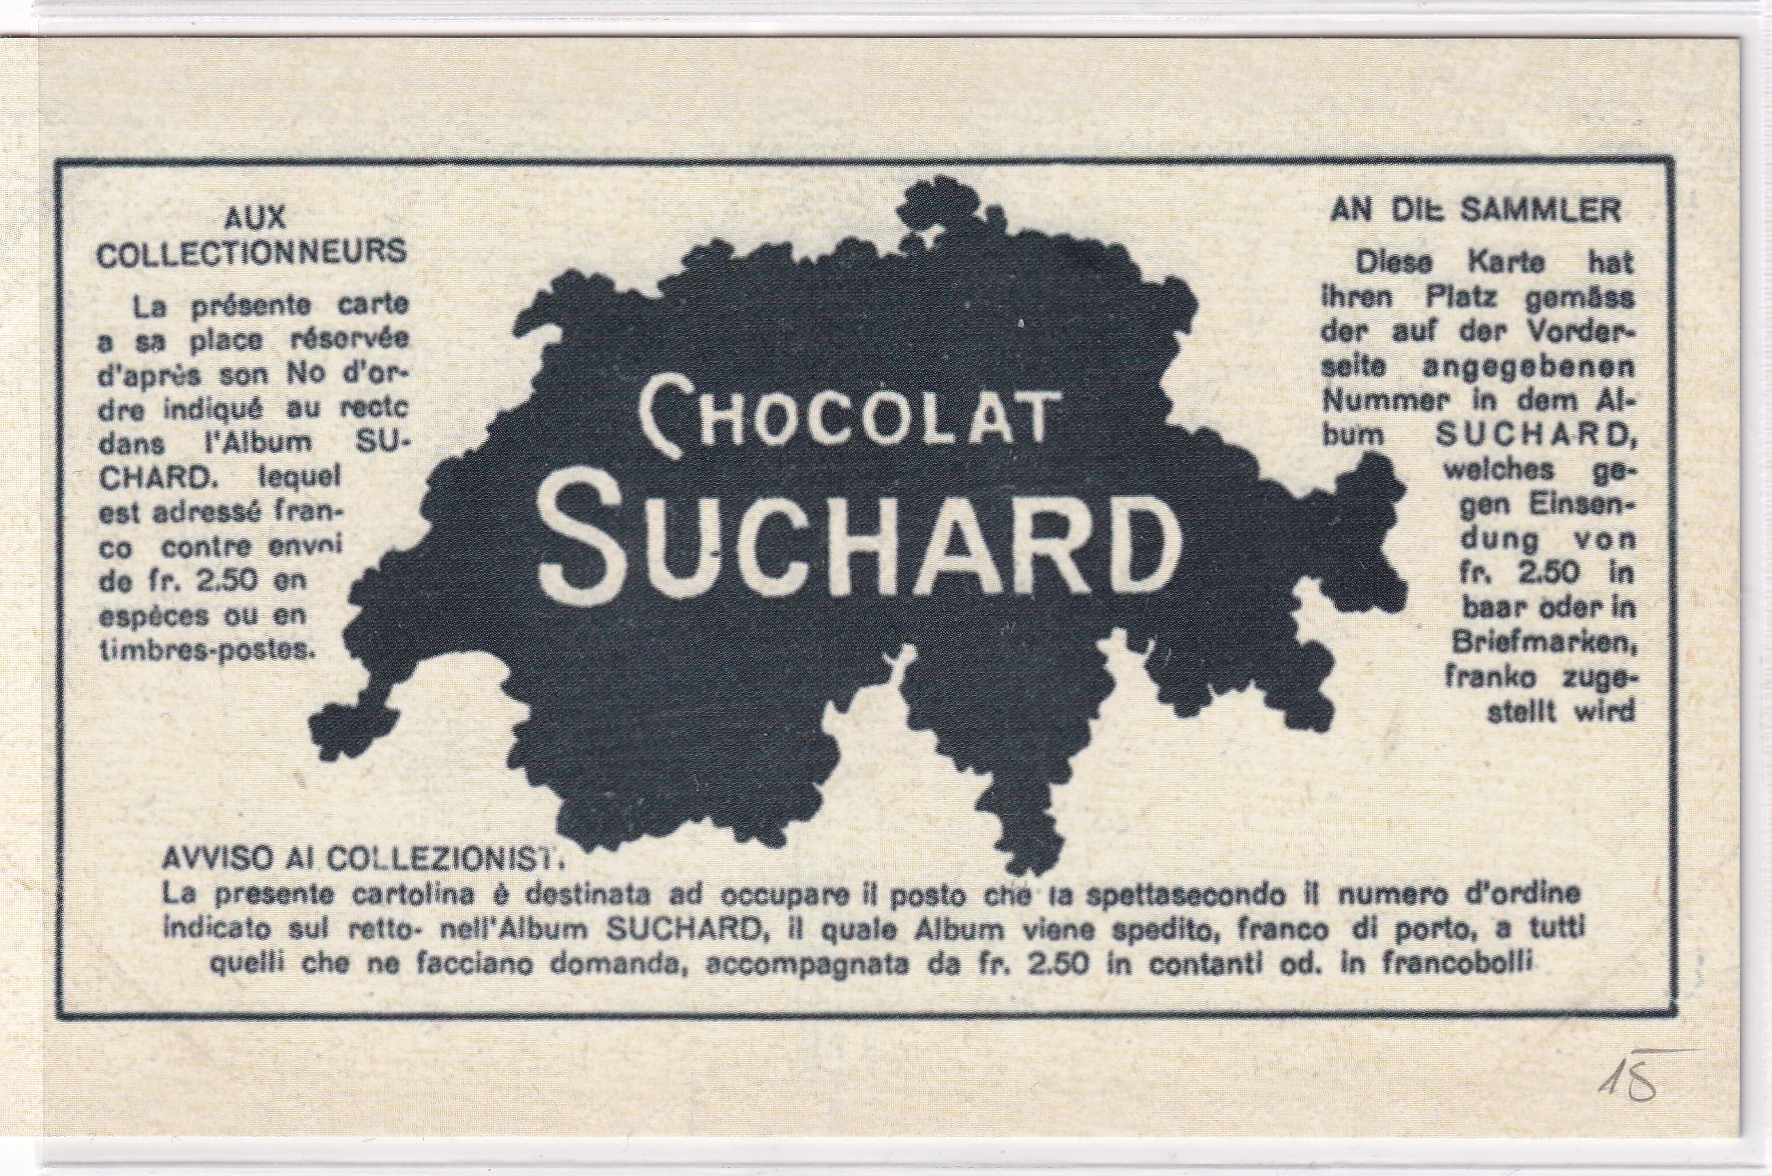 AUX
COLLECTIONNEURS
La présente carte
a sa place réservée
d'après son No d'or-
dre indiqué au recto
dans l'Album SU-
CHARD. lequel
est adressé fran-
co contre envoi
de fr. 2.50 en
espèces ou en
timbres-postes.
CHOCOLAT
SUCHARD
AN DIE SAMMLER
Diese Karte hat
ihren Platz gemäss
der auf der Vorder-
seite angegebenen
Nummer in dem Al-
bum SUCHARD,
welches ge-
gen Einsen-
dung von
fr. 2.50 in
baar oder in
Briefmarken,
franko zuge-
stellt wird
AVVISO AI COLLEZIONISTI.
La presente cartolina è destinata ad occupare il posto che la spettasecondo il numero d'ordine
indicato sul retto- nell'Album SUCHARD, il quale Album viene spedito, franco di porto, a tutti
quelli che ne facciano domanda, accompagnata da fr. 2.50 in contanti od. in francobolli
15